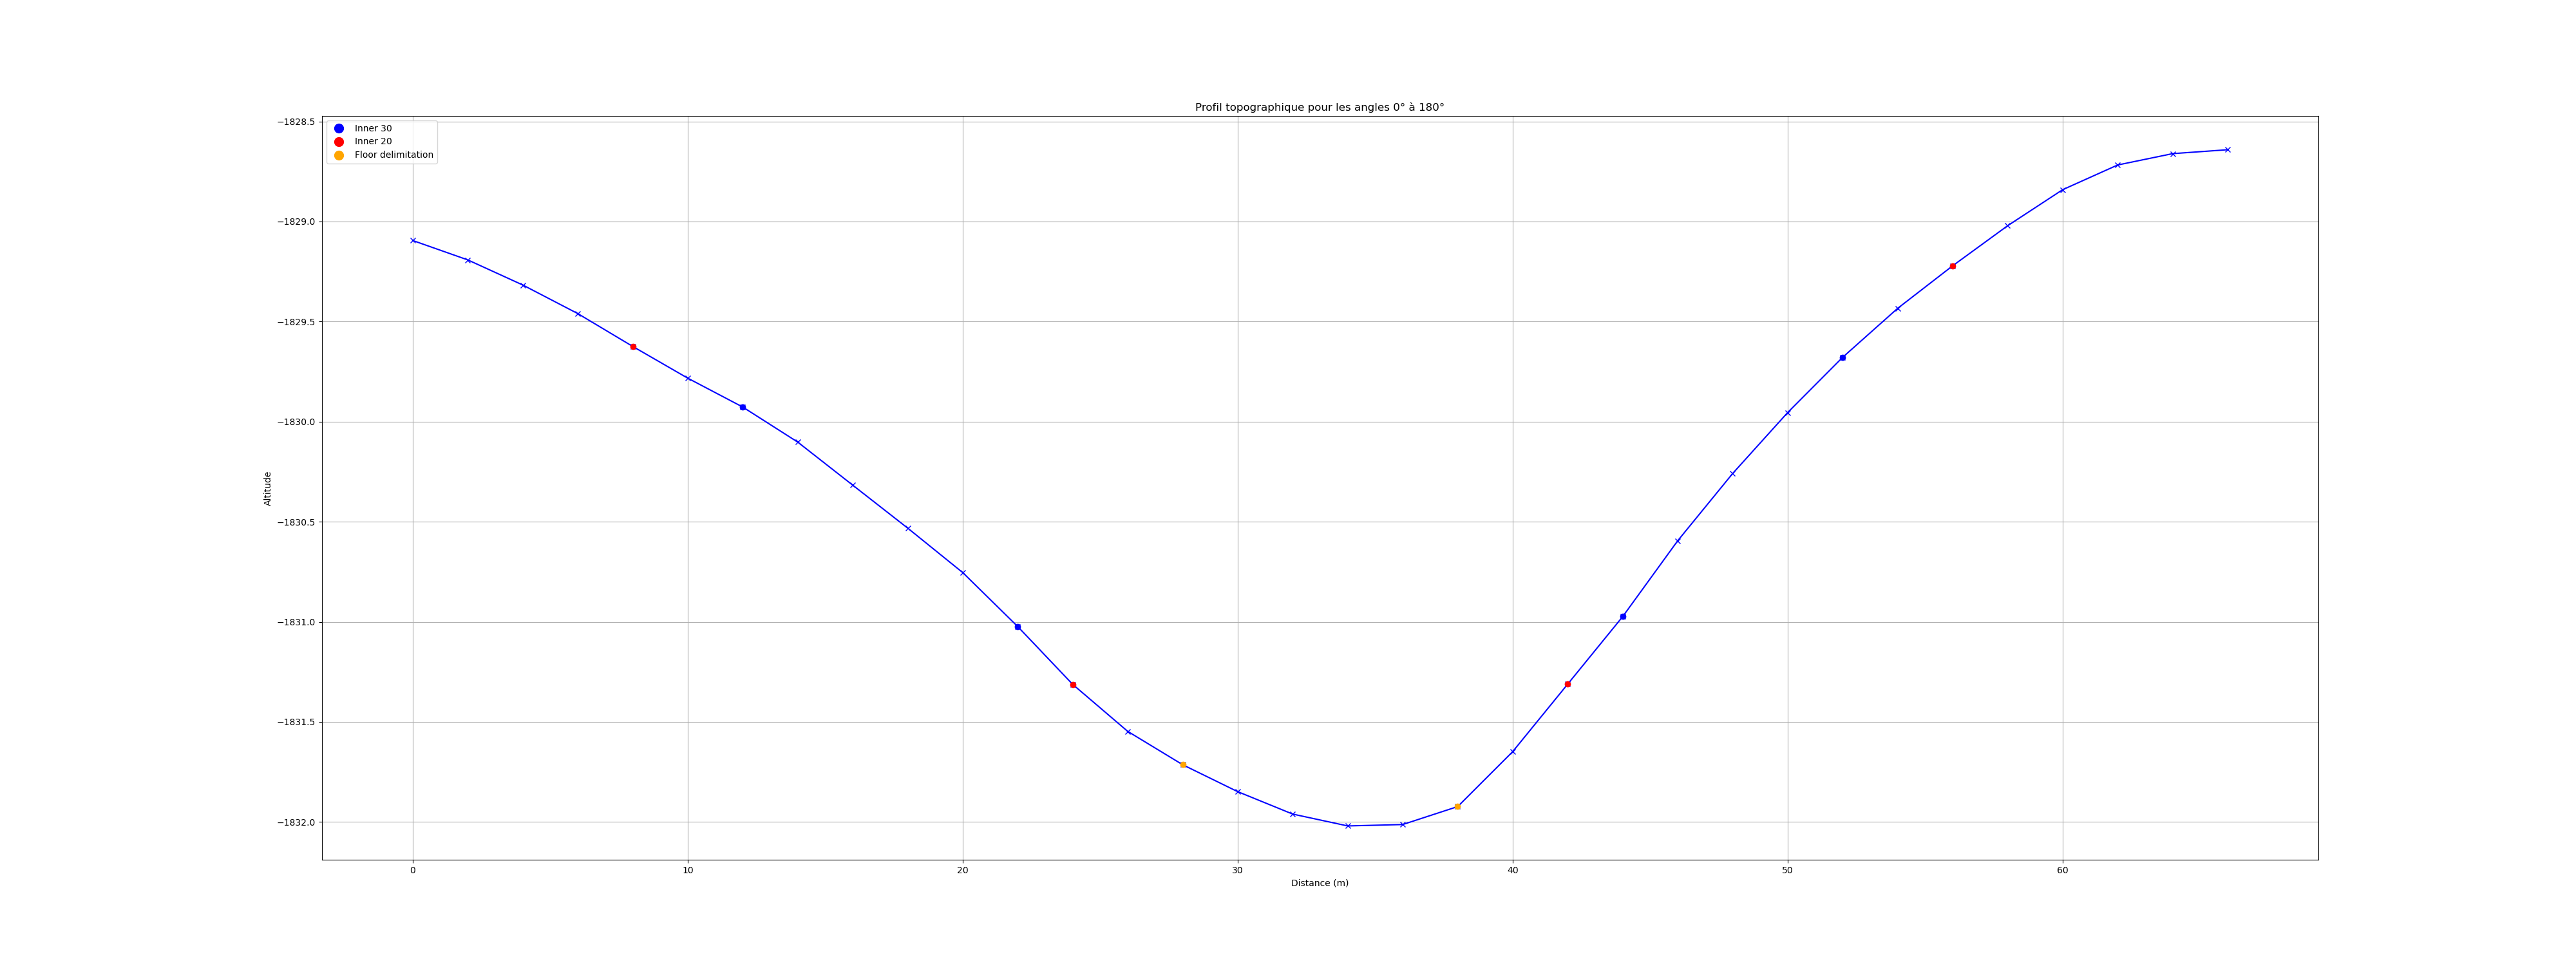 Profil topographique pour les angles 0° à 180°
Inner 30
Inner 20
Floor delimitation
−1828.5
−1829.0
−1829.5
−1830.0
−1830.5
−1831.0
−1831.5
−1832.0
Altitude
0 10 20 30 40 50 60
Distance (m)